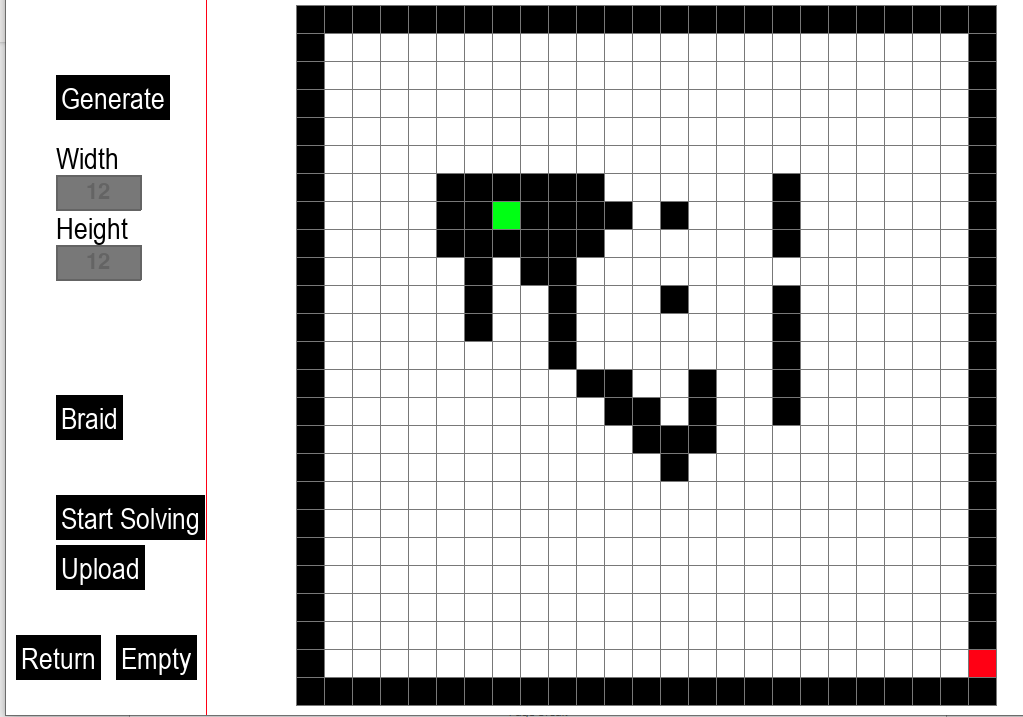 Generate
Width
12
Height
12
Braid
Start Solving
Upload
Return Empty